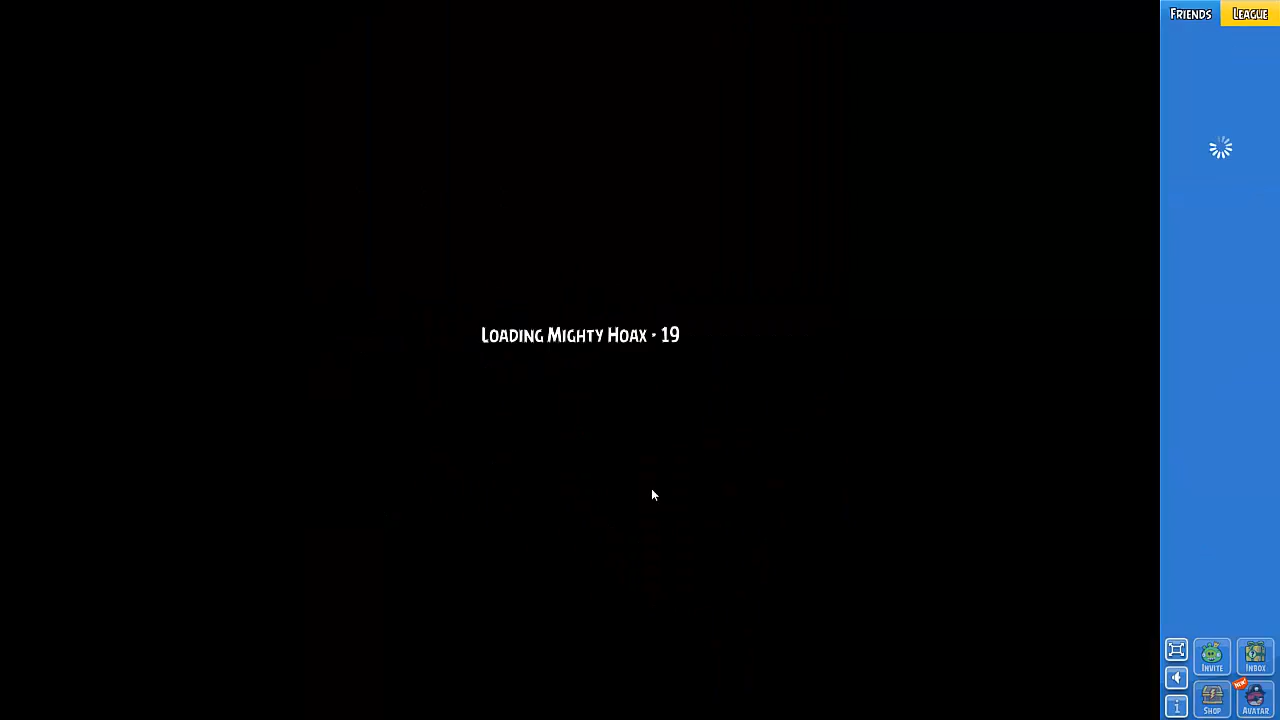 Friends
League
Loading Mighty Hoax - 19
Invite
Inbox
New!
Shop
Avatar